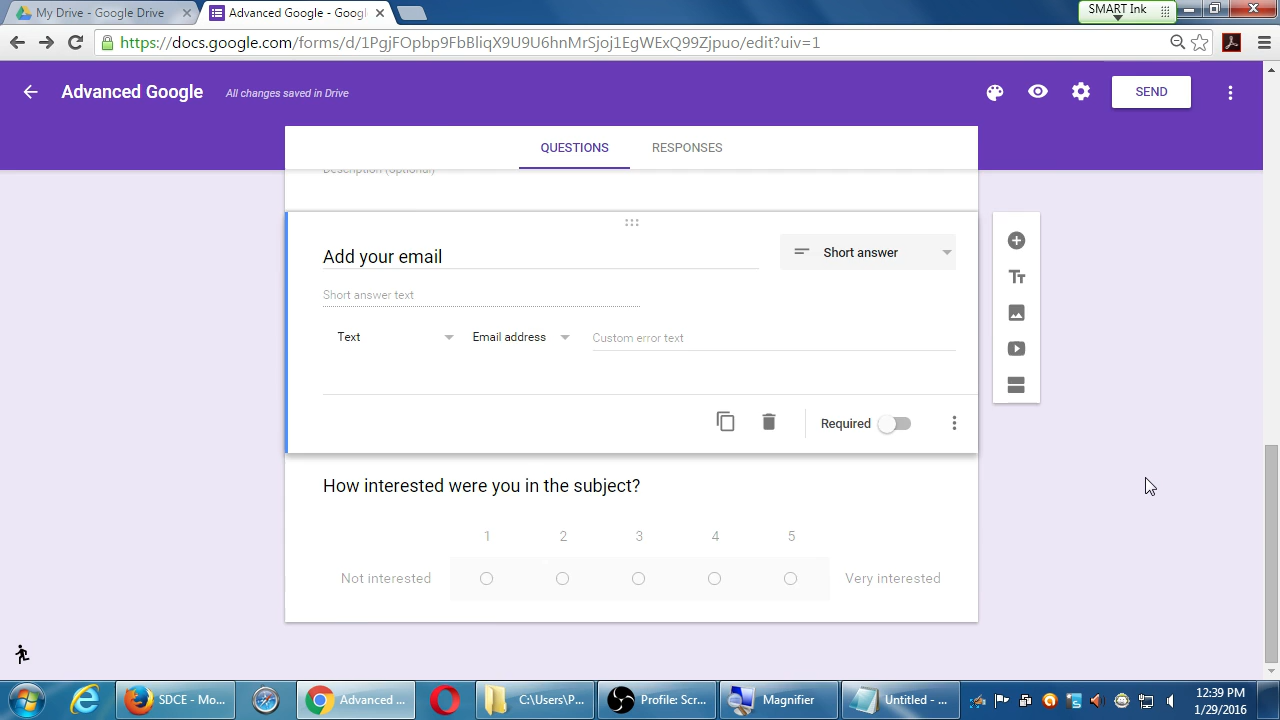 My Drive - Google Drive
Advanced Google - Googl
SMART Ink
https://docs.google.com/forms/d/1PgjFOpbp9FbBliqX9U9U6hnMrSjoj1EgWExQ99Zjpuo/edit?uiv=1
Advanced Google
All changes saved in Drive
SEND
QUESTIONS
RESPONSES
Description (optional)
Add your email
Short answer
Short answer text
Text
Email address
Custom error text
Required
How interested were you in the subject?
1 2 3 4 5
Not interested
Very interested
SDCE - Mo...
Advanced ...
C:\Users\P...
Profile: Scr...
Magnifier
Untitled - ...
12:39 PM
1/29/2016